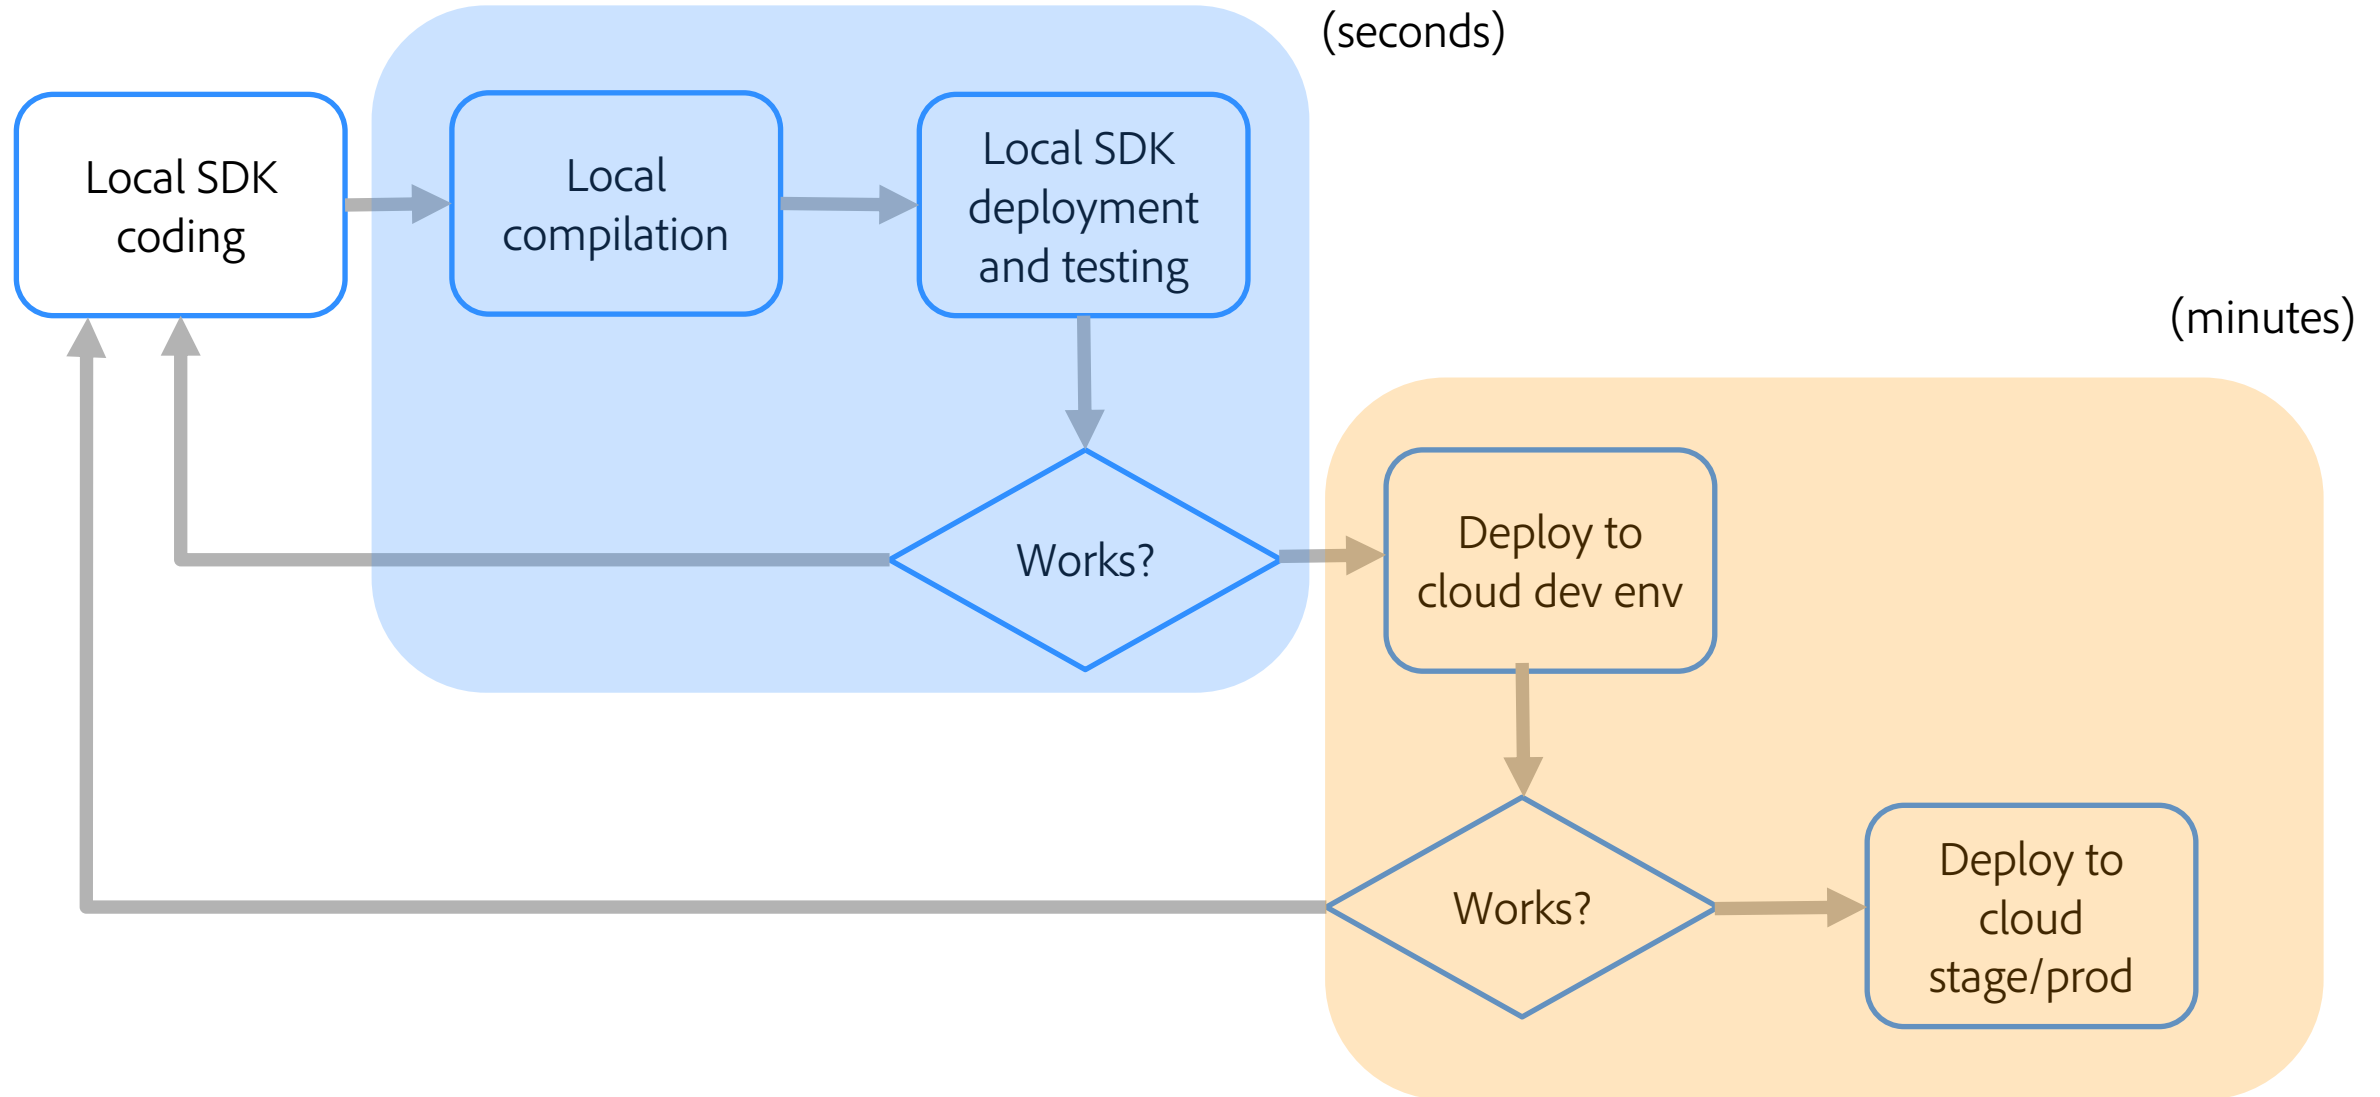 (seconds)
Local SDK
coding
Local
compilation
Local SDK
deployment
and testing
(minutes)
Works?
Deploy to
cloud dev env
Works?
Deploy to
cloud
stage/prod